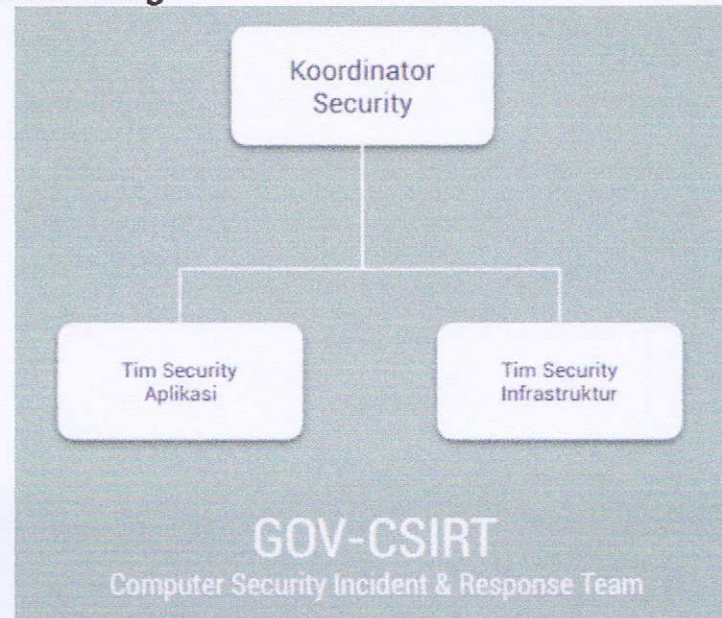 Koordinator
Security
Tim Security
Aplikasi
Tim Security
Infrastruktur
GOV-CSIRT
Computer Security Incident & Response Team